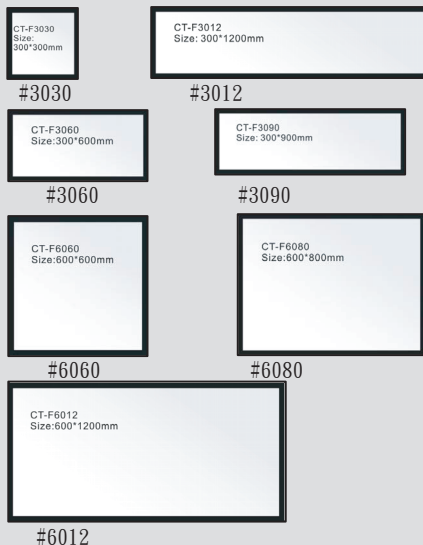 CT-F3030
Size:
300*300mm
#3030
CT-F3012
Size: 300*1200mm
#3012
CT-F3060
Size:300*600mm
#3060
CT-F3090
Size: 300*900mm
#3090
CT-F6060
Size:600*600mm
#6060
CT-F6080
Size:600*800mm
#6080
CT-F6012
Size:600*1200mm
#6012